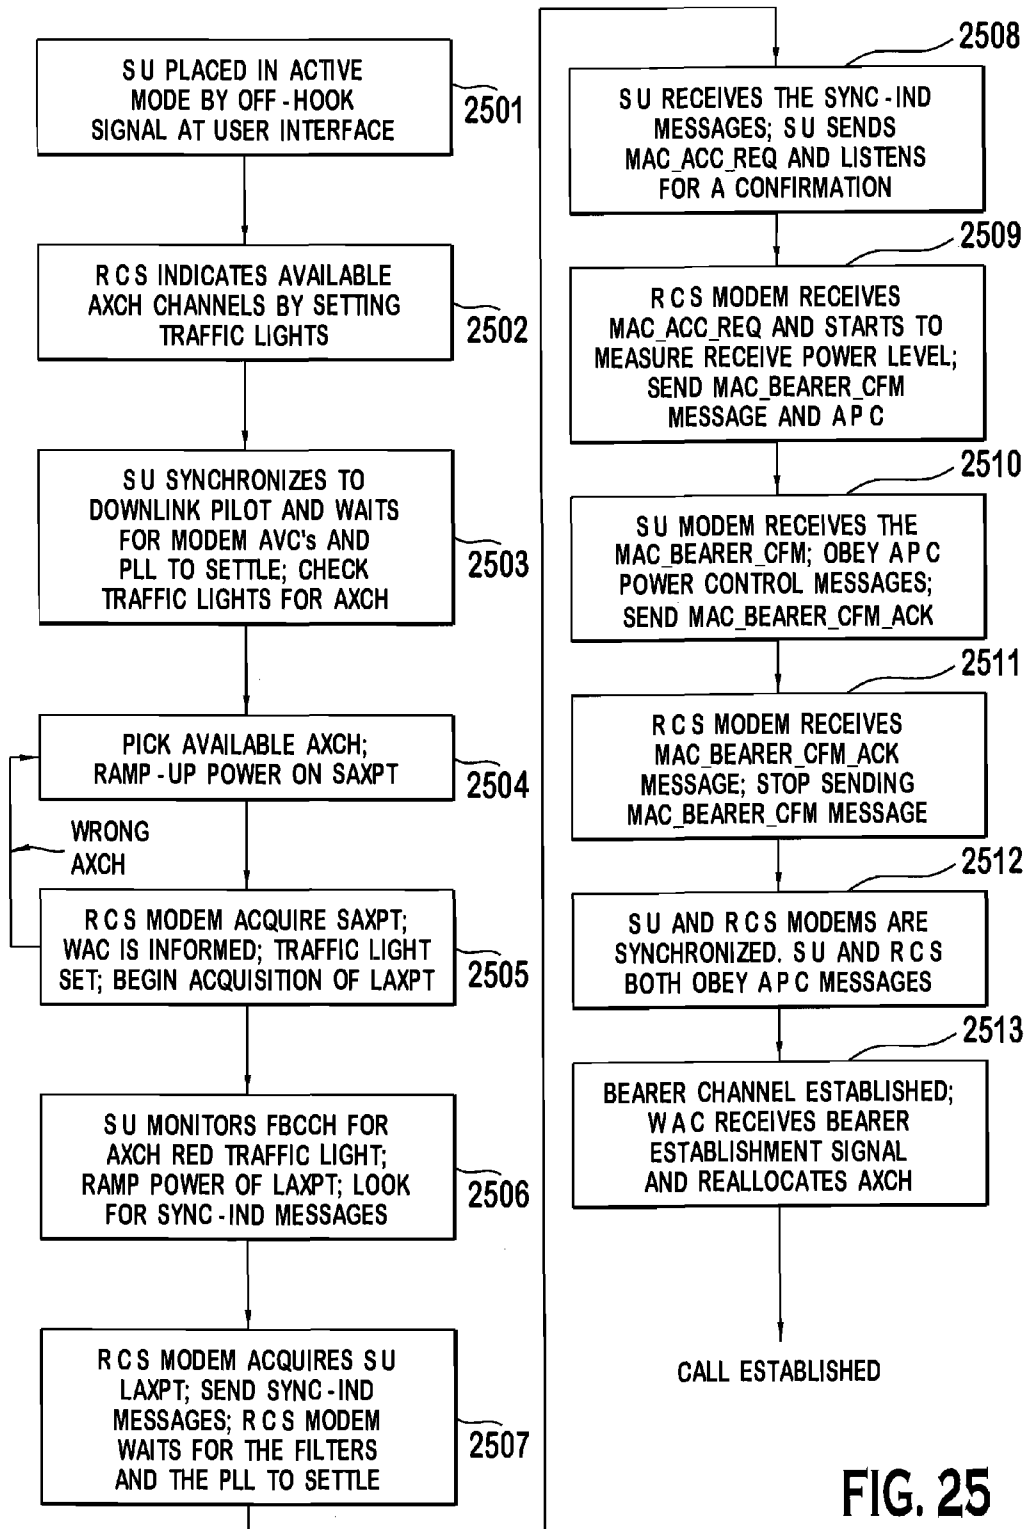 SU PLACED IN ACTIVE
MODE BY OFF-HOOK
SIGNAL AT USER INTERFACE
2501
RCS INDICATES AVAILABLE
AXCH CHANNELS BY SETTING
TRAFFIC LIGHTS
2502
SU SYNCHRONIZES TO
DOWNLINK PILOT AND WAITS
FOR MODEM AVC's AND
PLL TO SETTLE; CHECK
TRAFFIC LIGHTS FOR AXCH
2503
PICK AVAILABLE AXCH;
RAMP-UP POWER ON SAXPT
2504
WRONG
AXCH
RCS MODEM ACQUIRE SAXPT;
WAC IS INFORMED; TRAFFIC LIGHT
SET; BEGIN ACQUISITION OF LAXPT
2505
SU MONITORS FBCCH FOR
AXCH RED TRAFFIC LIGHT;
RAMP POWER OF LAXPT; LOOK
FOR SYNC-IND MESSAGES
2506
RCS MODEM ACQUIRES SU
LAXPT; SEND SYNC-IND
MESSAGES; RCS MODEM
WAITS FOR THE FILTERS
AND THE PLL TO SETTLE
2507
2508
SU RECEIVES THE SYNC-IND
MESSAGES; SU SENDS
MAC_ACC_REQ AND LISTENS
FOR A CONFIRMATION
2509
RCS MODEM RECEIVES
MAC_ACC_REQ AND STARTS TO
MEASURE RECEIVE POWER LEVEL;
SEND MAC_BEARER_CFM
MESSAGE AND APC
2510
SU MODEM RECEIVES THE
MAC_BEARER_CFM; OBEY APC
POWER CONTROL MESSAGES;
SEND MAC_BEARER_CFM_ACK
2511
RCS MODEM RECEIVES
MAC_BEARER_CFM_ACK
MESSAGE; STOP SENDING
MAC_BEARER_CFM MESSAGE
2512
SU AND RCS MODEMS ARE
SYNCHRONIZED. SU AND RCS
BOTH OBEY APC MESSAGES
2513
BEARER CHANNEL ESTABLISHED;
WAC RECEIVES BEARER
ESTABLISHMENT SIGNAL
AND REALLOCATES AXCH
CALL ESTABLISHED
FIG. 25